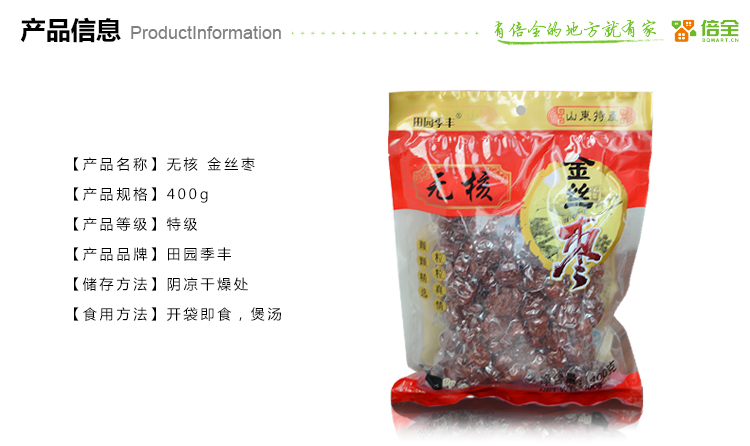 产品信息 ProductInformation
有倍全的地方就有家 倍全
BQMART.CN
【产品名称】无核 金丝枣
【产品规格】400g
【产品等级】特级
【产品品牌】田园季丰
【储存方法】阴凉干燥处
【食用方法】开袋即食，煲汤
田园季丰®
山東特產
无核
金丝枣
颗颗精选
粒粒真情